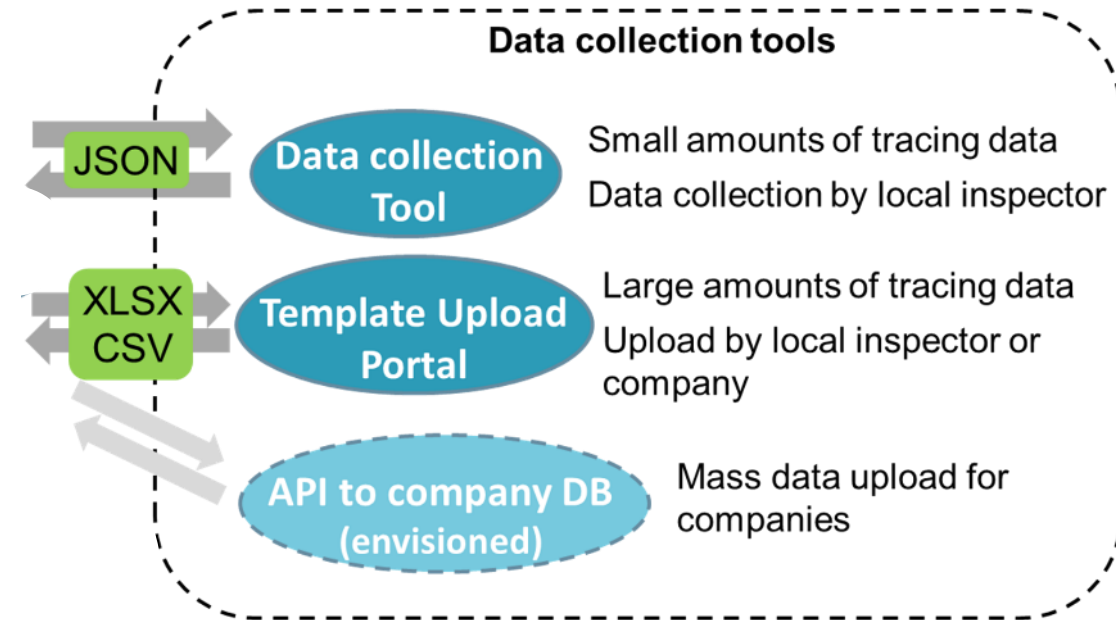 Data collection tools
JSON
Data collection
Tool
Small amounts of tracing data
Data collection by local inspector
XLSX
CSV
Template Upload
Portal
Large amounts of tracing data
Upload by local inspector or
company
API to company DB
(envisioned)
Mass data upload for
companies